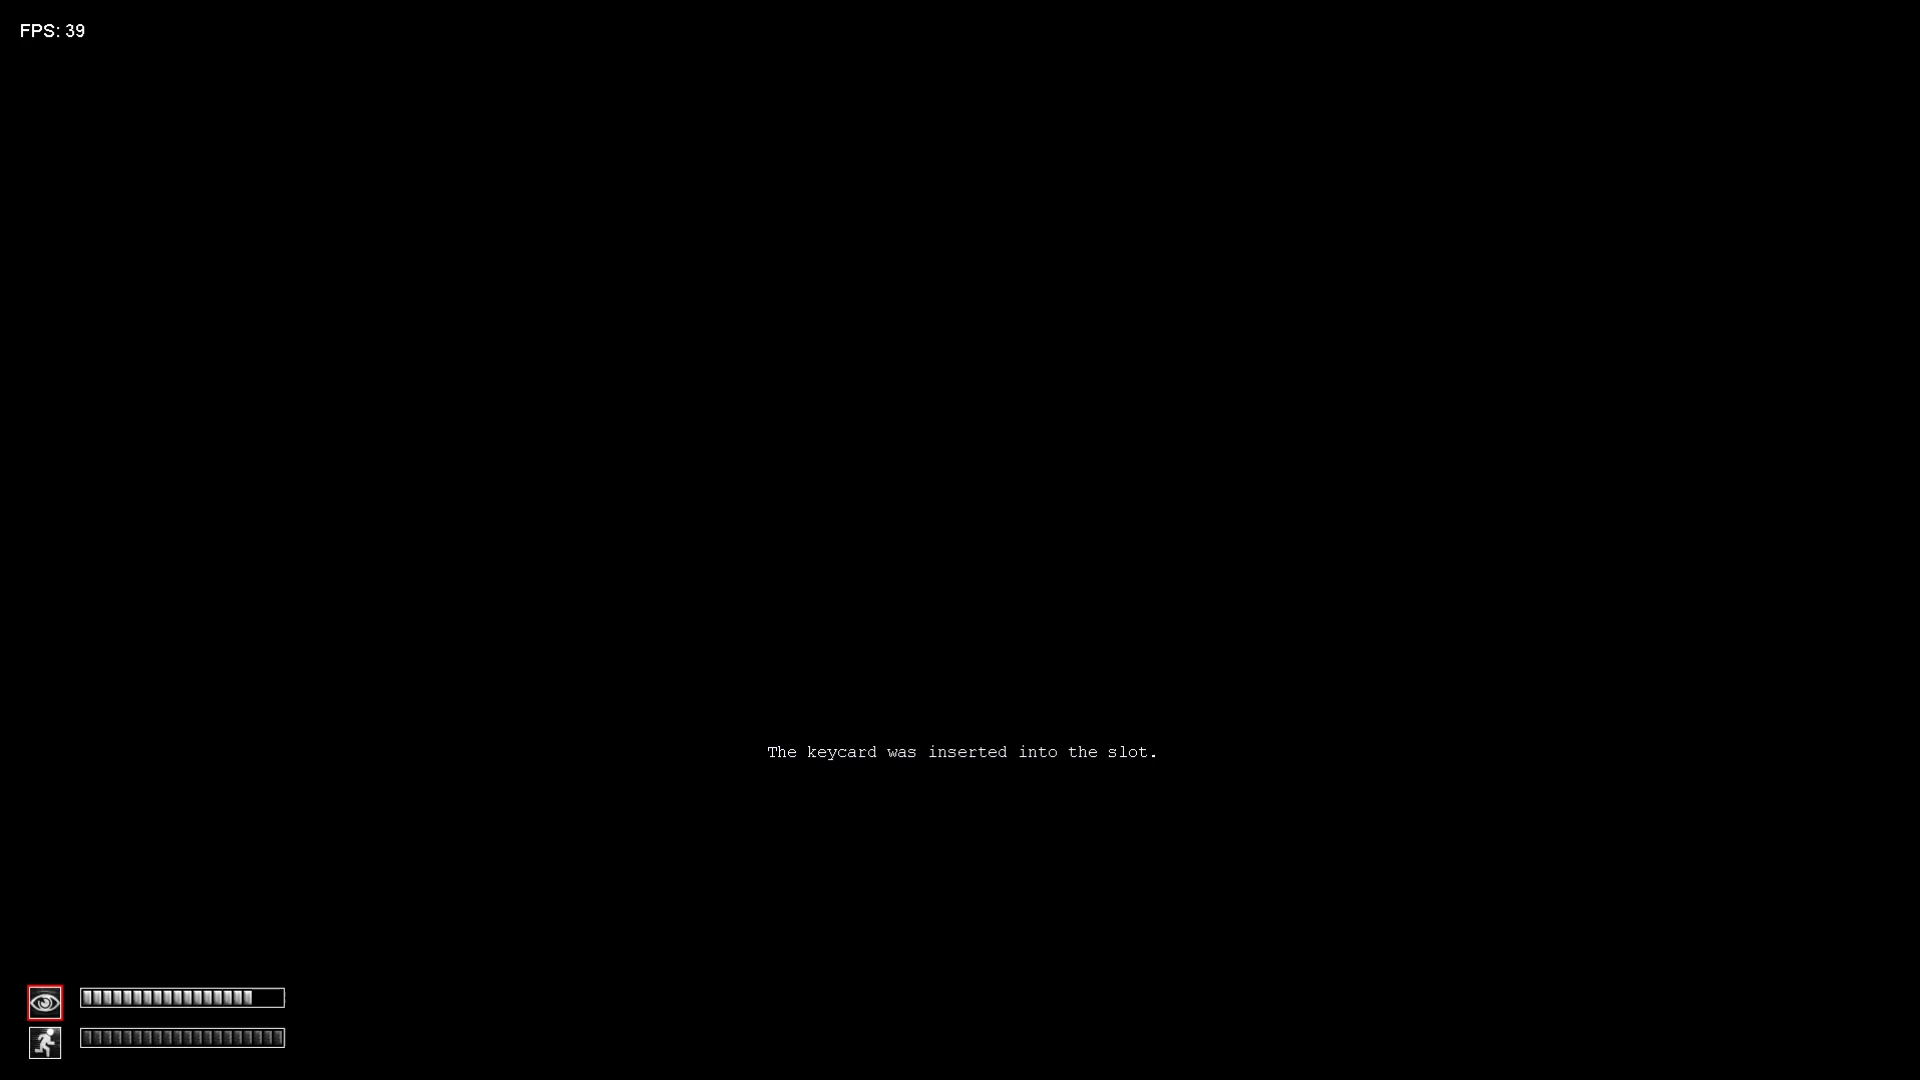 FPS: 39
The keycard was inserted into the slot.